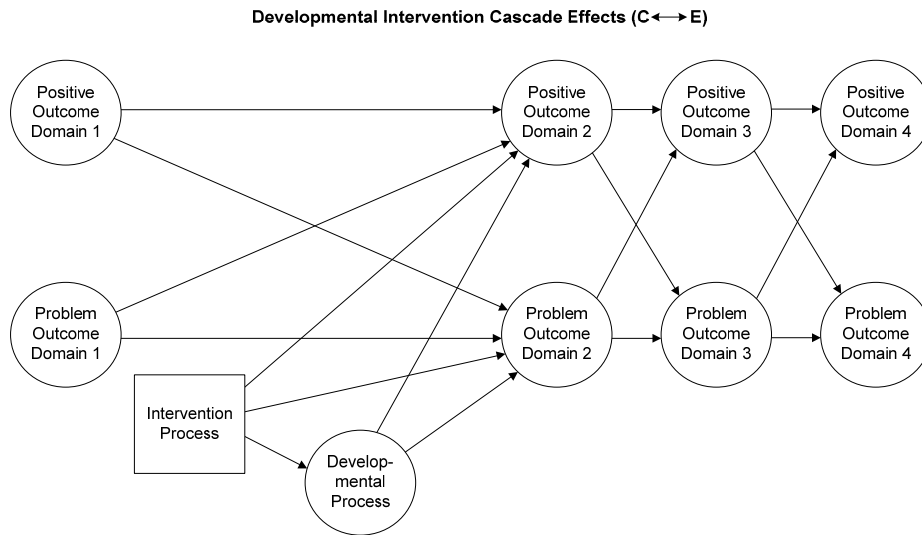 Developmental Intervention Cascade Effects (C⟷E)
Positive
Outcome
Domain 1
Positive
Outcome
Domain 2
Positive
Outcome
Domain 3
Positive
Outcome
Domain 4
Problem
Outcome
Domain 1
Problem
Outcome
Domain 2
Problem
Outcome
Domain 3
Problem
Outcome
Domain 4
Intervention
Process
Develop-
mental
Process